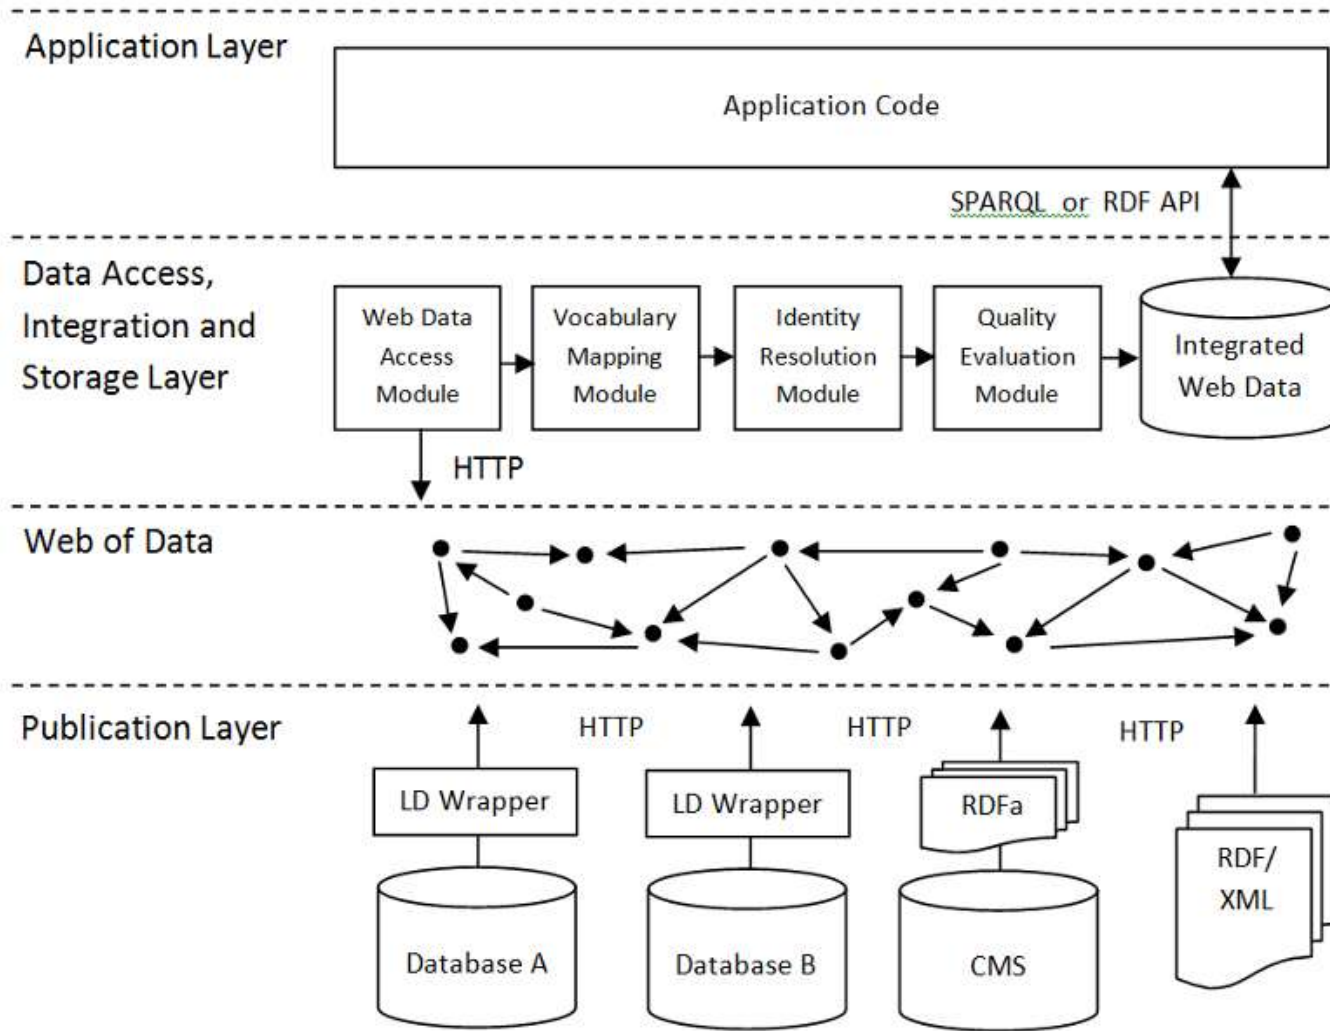 Application Layer
Application Code
SPARQL or RDF API
Data Access,
Integration and
Storage Layer
Web Data
Access
Module
Vocabulary
Mapping
Module
Identity
Resolution
Module
Quality
Evaluation
Module
Integrated
Web Data
HTTP
Web of Data
Publication Layer
HTTP
HTTP
HTTP
LD Wrapper
LD Wrapper
RDFa
RDF/
XML
Database A
Database B
CMS